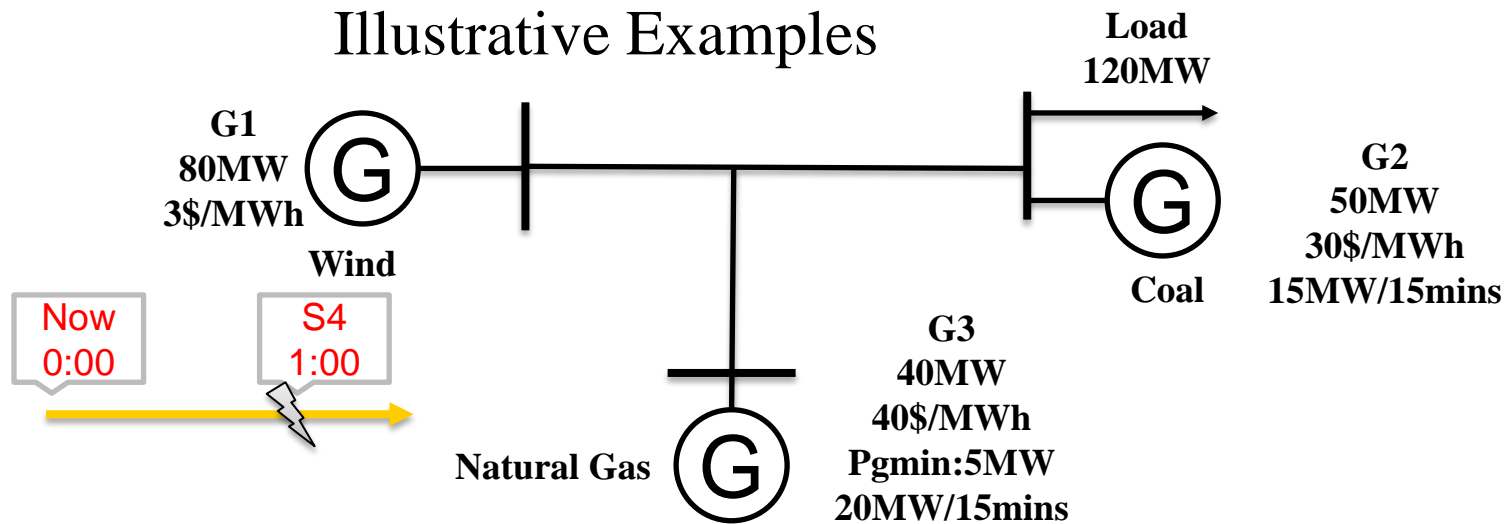 Illustrative Examples
Load
120MW
G1
80MW
3$/MWh
G
Wind
G
Coal
G2
50MW
30$/MWh
15MW/15mins
Now
0:00
S4
1:00
Natural Gas
G
G3
40MW
40$/MWh
Pgmin:5MW
20MW/15mins